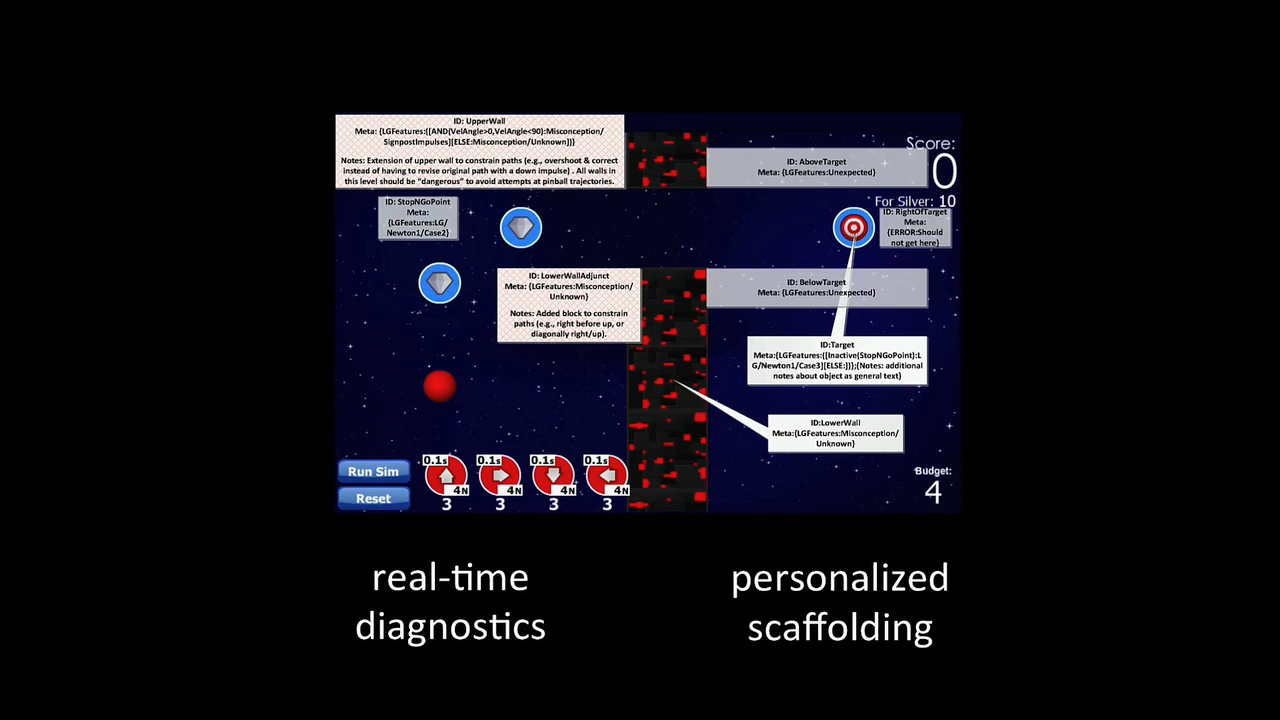 ID: UpperWall
Meta: {LGFeatures:([AND(VelAngle>0,VelAngle<90):Misconception/
SignpostImpulses][ELSE:Misconception/Unknown])}
Notes: Extension of upper wall to constrain paths (e.g., overshoot & correct
instead of having to revise original path with a down impulse) . All walls in
this level should be "dangerous" to avoid attempts at pinball trajectories.
Score:
0
ID: AboveTarget
Meta: {LGFeatures:Unexpected}
For Silver: 10
ID: StopNGoPoint
Meta:
{LGFeatures:LG/
Newton1/Case2}
ID: RightOfTarget
Meta:
{ERROR:Should
not get here}
ID: LowerWallAdjunct
Meta: {LGFeatures:Misconception/
Unknown}
Notes: Added block to constrain
paths (e.g., right before up, or
diagonally right/up).
ID: BelowTarget
Meta: {LGFeatures:Unexpected}
ID:Target
Meta:{LGFeatures:([Inactive(StopNGoPoint):L
G/Newton1/Case3][ELSE:])};{Notes: additional
notes about object as general text}
ID:LowerWall
Meta:{LGFeatures:Misconception/
Unknown}
Run Sim
Reset
0.1s 0.1s 0.1s 0.1s
4N 4N 4N 4N
3 3 3 3
Budget:
4
real-time
diagnostics
personalized
scaffolding